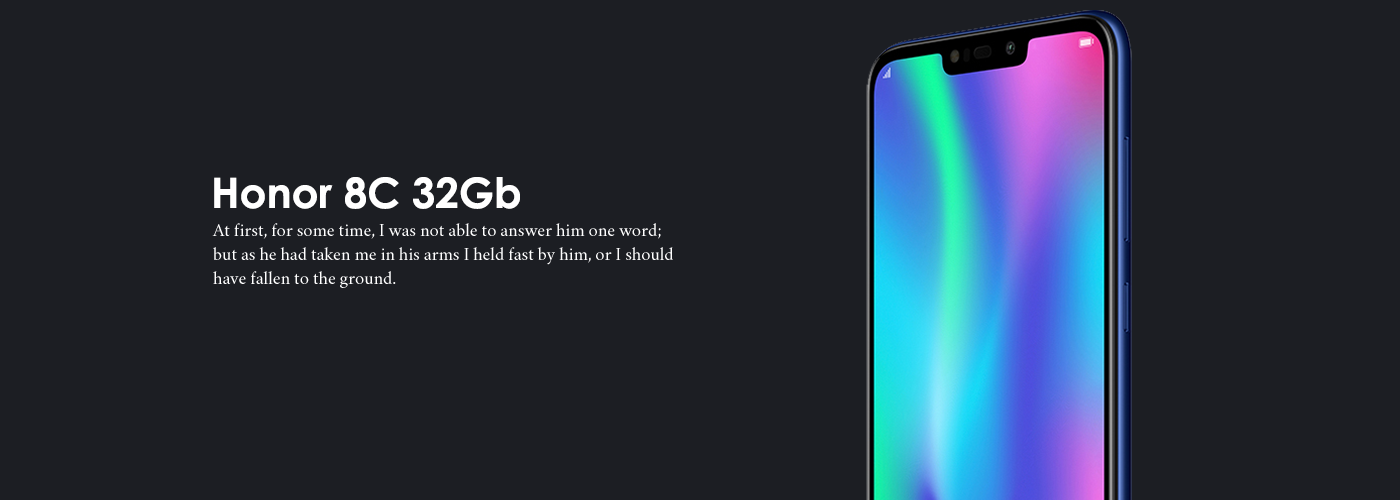 Honor 8C 32Gb
At first, for some time, I was not able to answer him one word;
but as he had taken me in his arms I held fast by him, or I should
have fallen to the ground.